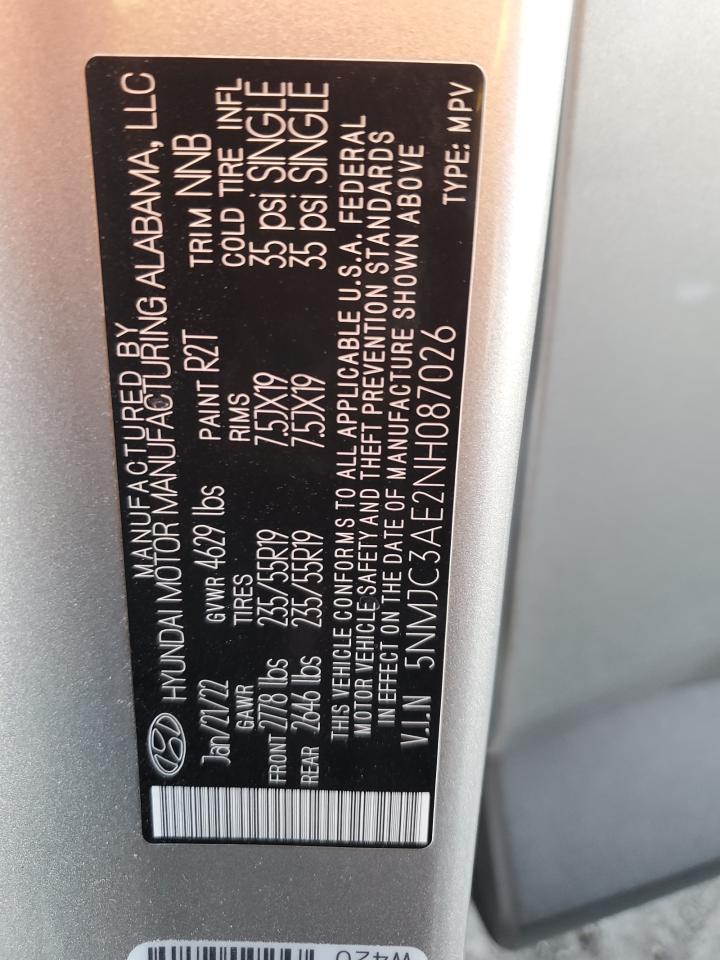 MANUFACTURED BY
HYUNDAI MOTOR MANUFACTURING ALABAMA, LLC
Jan/21/22 GVWR 4629 lbs PAINT R2T TRIM NNB
GAWR TIRES RIMS COLD TIRE INFL
FRONT 2778 lbs 235/55R19 7.5JX19 35 psi SINGLE
REAR 2646 lbs 235/55R19 7.5JX19 35 psi SINGLE
THIS VEHICLE CONFORMS TO ALL APPLICABLE U.S.A. FEDERAL
MOTOR VEHICLE SAFETY AND THEFT PREVENTION STANDARDS
IN EFFECT ON THE DATE OF MANUFACTURE SHOWN ABOVE
V.I.N 5NMJC3AE2NH087026 TYPE: MPV
W420